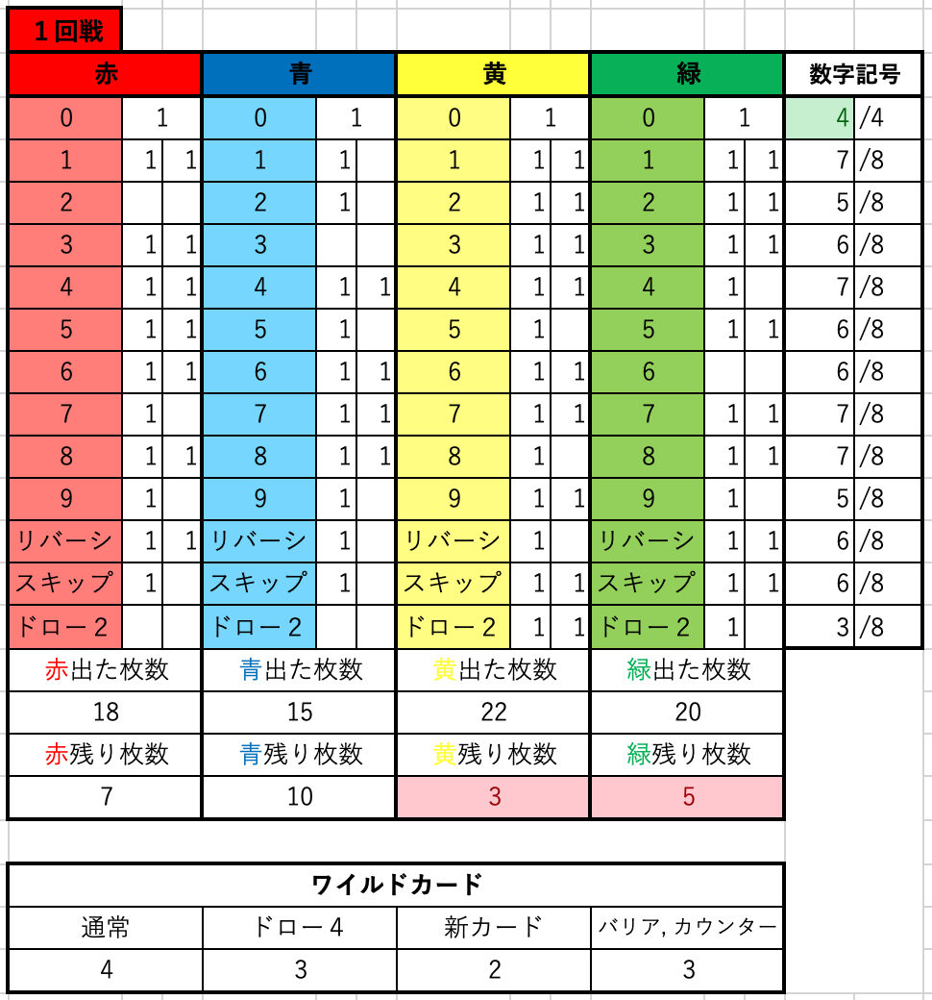 1回戦
赤 青 黄 緑 数字記号
0 1 0 1 0 1 0 1 4 /4
1 1 1 1 1 1 1 1 1 1 1 7 /8
2 2 1 2 1 1 2 1 1 5 /8
3 1 1 3 3 1 1 3 1 1 6 /8
4 1 1 4 1 1 4 1 1 4 1 7 /8
5 1 1 5 1 5 1 5 1 1 6 /8
6 1 1 6 1 1 6 1 1 6 6 /8
7 1 7 1 1 7 1 1 7 1 1 7 /8
8 1 1 8 1 1 8 1 8 1 1 7 /8
9 1 9 1 9 1 1 9 1 5 /8
リバーシ 1 1 リバーシ 1 リバーシ 1 リバーシ 1 1 6 /8
スキップ 1 スキップ 1 スキップ 1 1 スキップ 1 1 6 /8
ドロー2 ドロー2 ドロー2 1 1 ドロー2 1 3 /8
赤出た枚数 青出た枚数 黄出た枚数 緑出た枚数
18 15 22 20
赤残り枚数 青残り枚数 黄残り枚数 緑残り枚数
7 10 3 5
ワイルドカード
通常 ドロー4 新カード バリア,カウンター
4 3 2 3